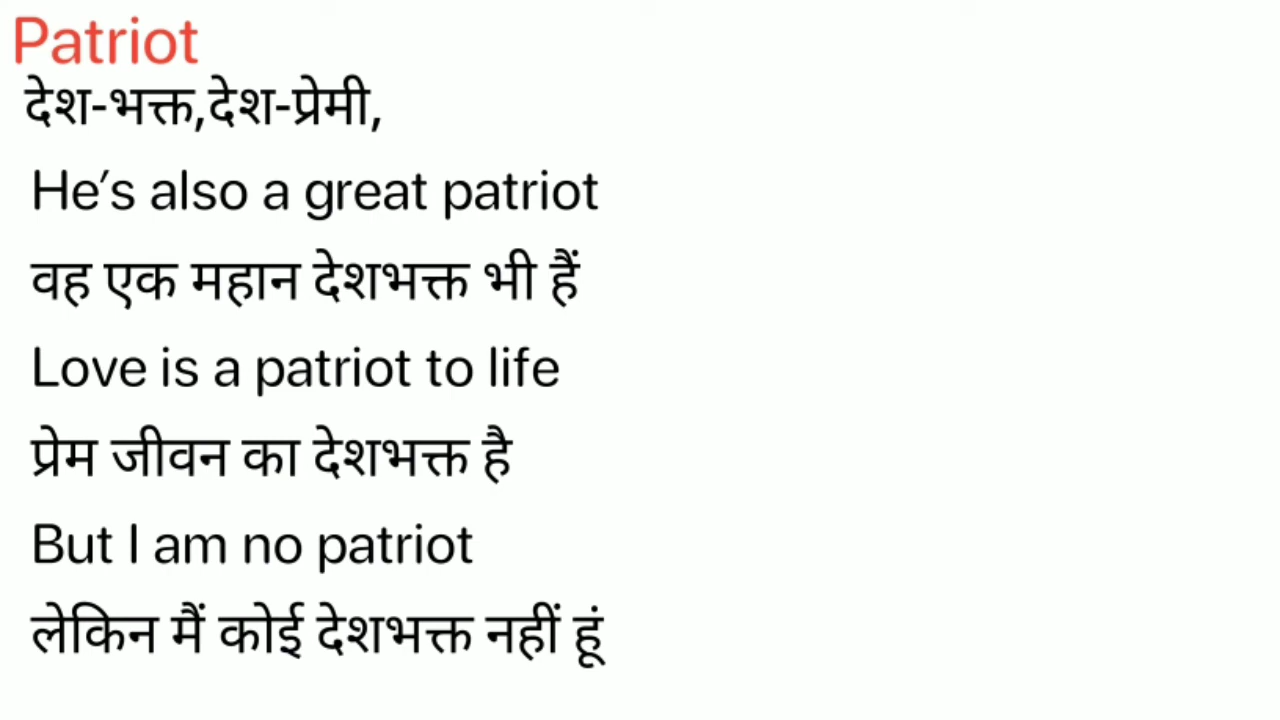 Patriot
देश-भक्त,देश-प्रेमी,
He′s also a great patriot
वह एक महान देशभक्त भी हैं
Love is a patriot to life
प्रेम जीवन का देशभक्त है
But I am no patriot
लेकिन मैं कोई देशभक्त नहीं हूं